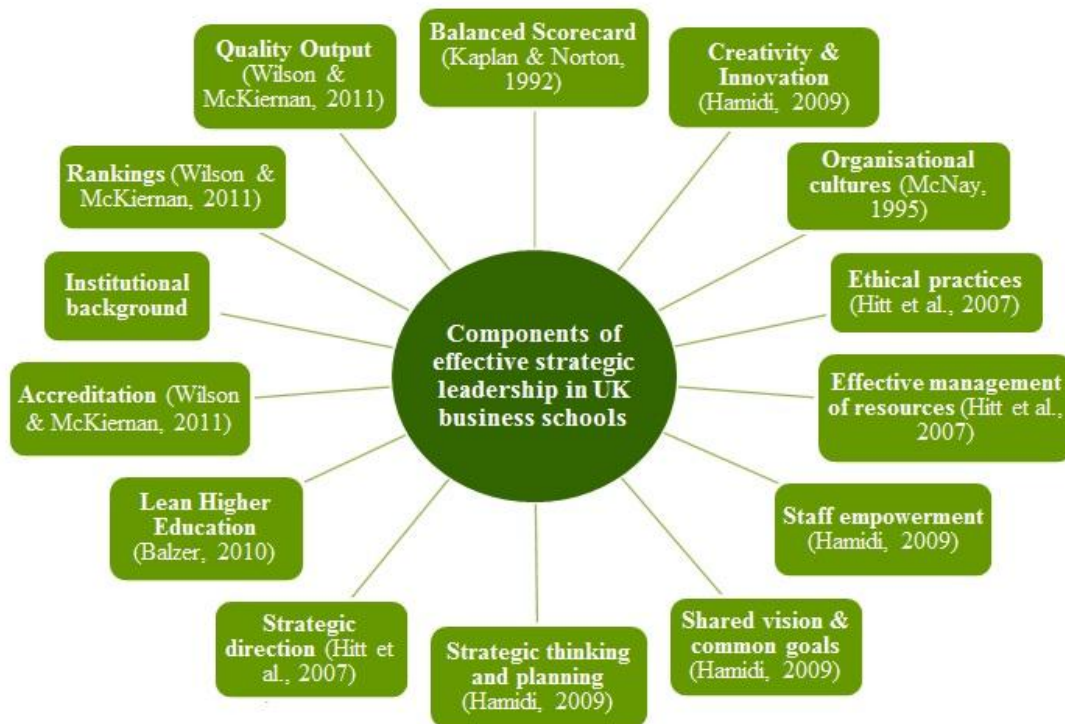 Balanced Scorecard
(Kaplan & Norton,
1992)
Creativity &
Innovation
(Hamidi, 2009)
Organisational
cultures (McNay,
1995)
Ethical practices
(Hitt et al., 2007)
Effective management
of resources (Hitt et al.,
2007)
Staff empowerment
(Hamidi, 2009)
Shared vision &
common goals
(Hamidi, 2009)
Strategic thinking
and planning
(Hamidi, 2009)
Strategic
direction (Hitt et
al., 2007)
Lean Higher
Education
(Balzer, 2010)
Accreditation (Wilson
& McKiernan, 2011)
Institutional
background
Rankings (Wilson &
McKiernan, 2011)
Quality Output
(Wilson &
McKiernan, 2011)
Components of
effective strategic
leadership in UK
business schools